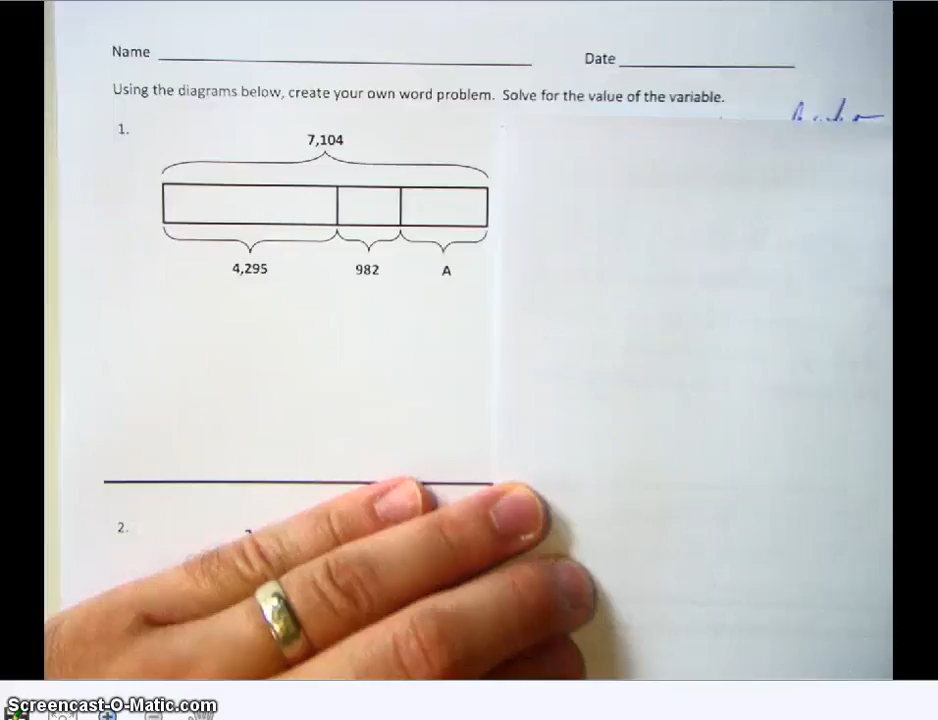 Name Date
Using the diagrams below, create your own word problem. Solve for the value of the variable.
1.
7,104
4,295 982 A
2.
Screencast-O-Matic.com